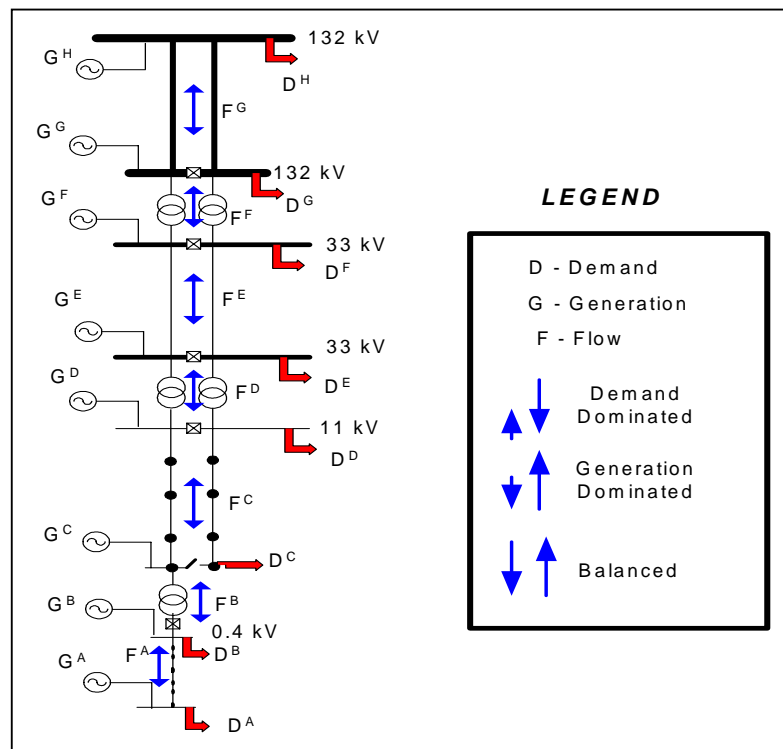 132 kV
G H
D H
F G
G G
132 kV
D G
G F
F F
33 kV
D F
G E
F E
33 kV
D E
G D
F D
11 kV
D D
F C
G C
D C
G B
F B
0.4 kV
D B
G A
F A
D A
LEGEND
D - Demand
G - Generation
F - Flow
Demand
Dominated
Generation
Dominated
Balanced